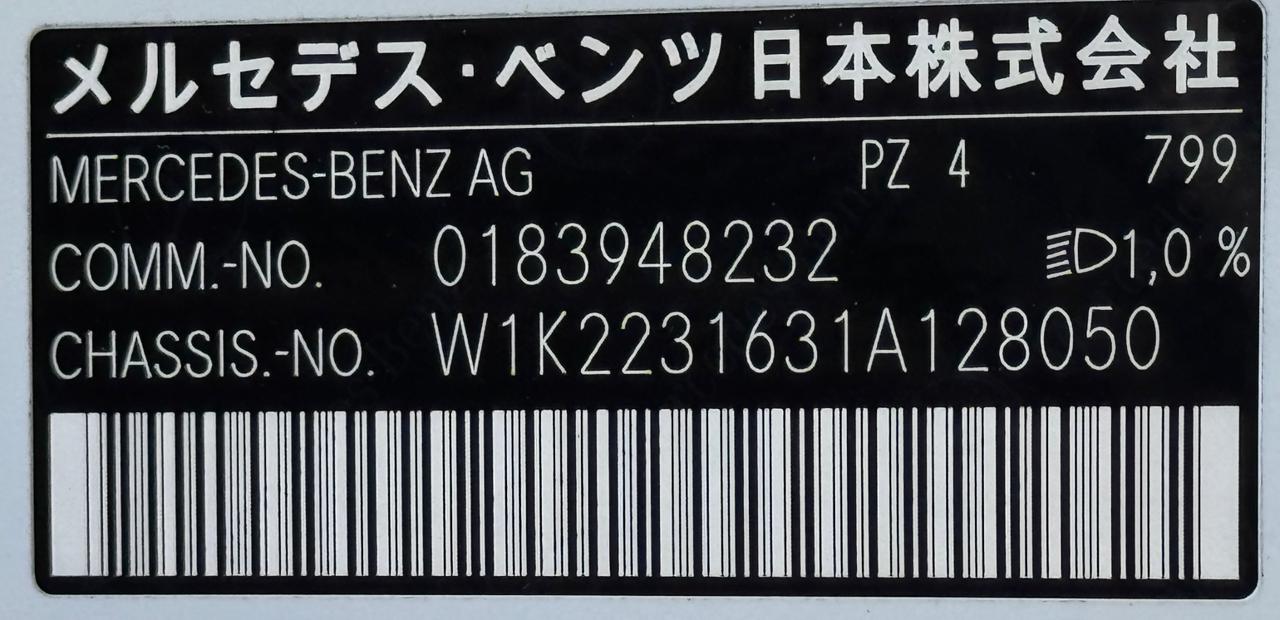 メルセデス・ベンツ日本株式会社
MERCEDES-BENZ AG PZ 4 799
COMM.-NO. 0183948232 1,0 %
CHASSIS.-NO. W1K2231631A128050